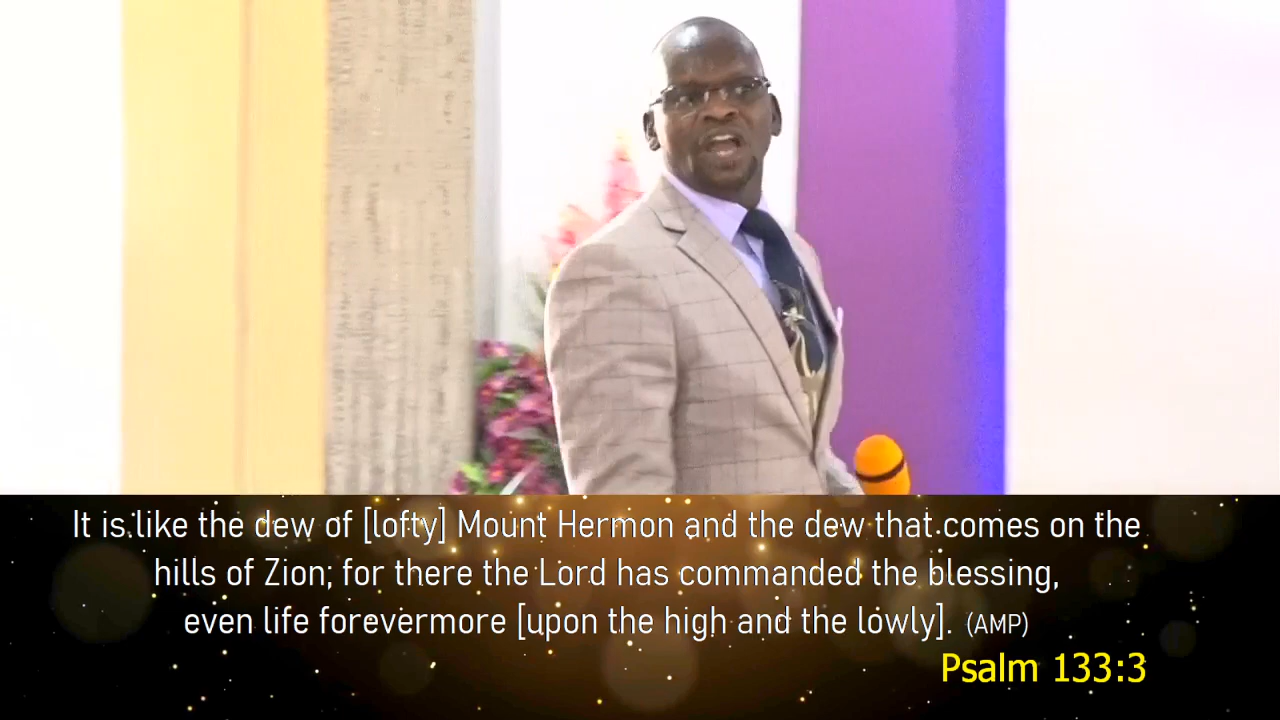 It is like the dew of [lofty] Mount Hermon and the dew that comes on the
hills of Zion; for there the Lord has commanded the blessing,
even life forevermore [upon the high and the lowly]. (AMP)
Psalm 133:3